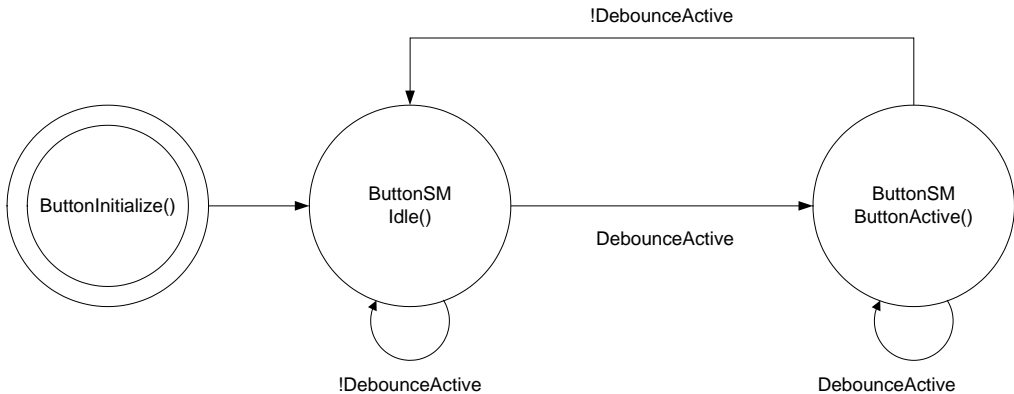 !DebounceActive
ButtonInitialize()
ButtonSM
Idle()
ButtonSM
ButtonActive()
DebounceActive
!DebounceActive
DebounceActive